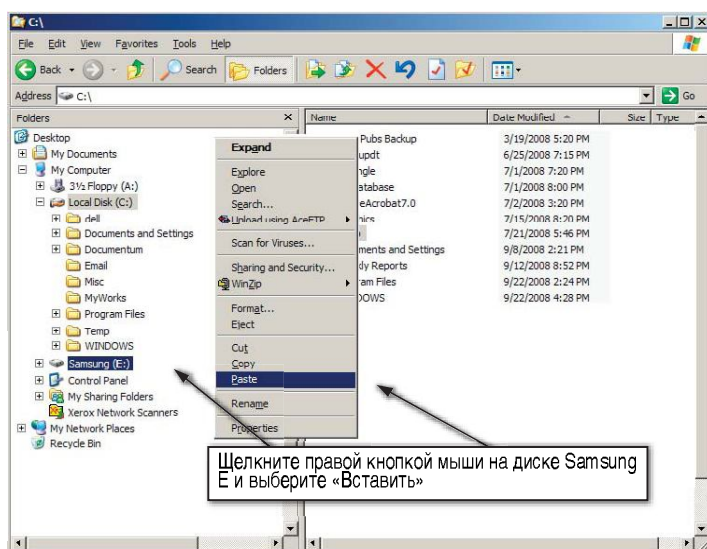 C:\
File Edit View Favorites Tools Help
Back Search Folders
Address C:\ Go
Folders × Name Date Modified Size Type
Desktop
My Documents
My Computer
3½ Floppy (A:)
Local Disk (C:)
dell
Documents and Settings
Documentum
Email
Misc
MyWorks
Program Files
Temp
WINDOWS
Samsung (E:)
Control Panel
My Sharing Folders
Xerox Network Scanners
My Network Places
Recycle Bin
Expand
Explore
Open
Search...
Upload using AceFTP
Scan for Viruses...
Sharing and Security...
WinZip
Format...
Eject
Cut
Copy
Paste
Rename
Properties
Pubs Backup 3/19/2008 5:20 PM
updt 6/25/2008 7:15 PM
ngle 7/1/2008 7:20 PM
atabase 7/1/2008 8:00 PM
eAcrobat7.0 7/2/2008 3:20 PM
nics 7/15/2008 8:20 PM
7/21/2008 5:46 PM
ments and Settings 9/8/2008 2:21 PM
dy Reports 9/12/2008 8:52 PM
am Files 9/22/2008 2:24 PM
OWS 9/22/2008 4:28 PM
Щелкните правой кнопкой мыши на диске Samsung
E и выберите «Вставить»